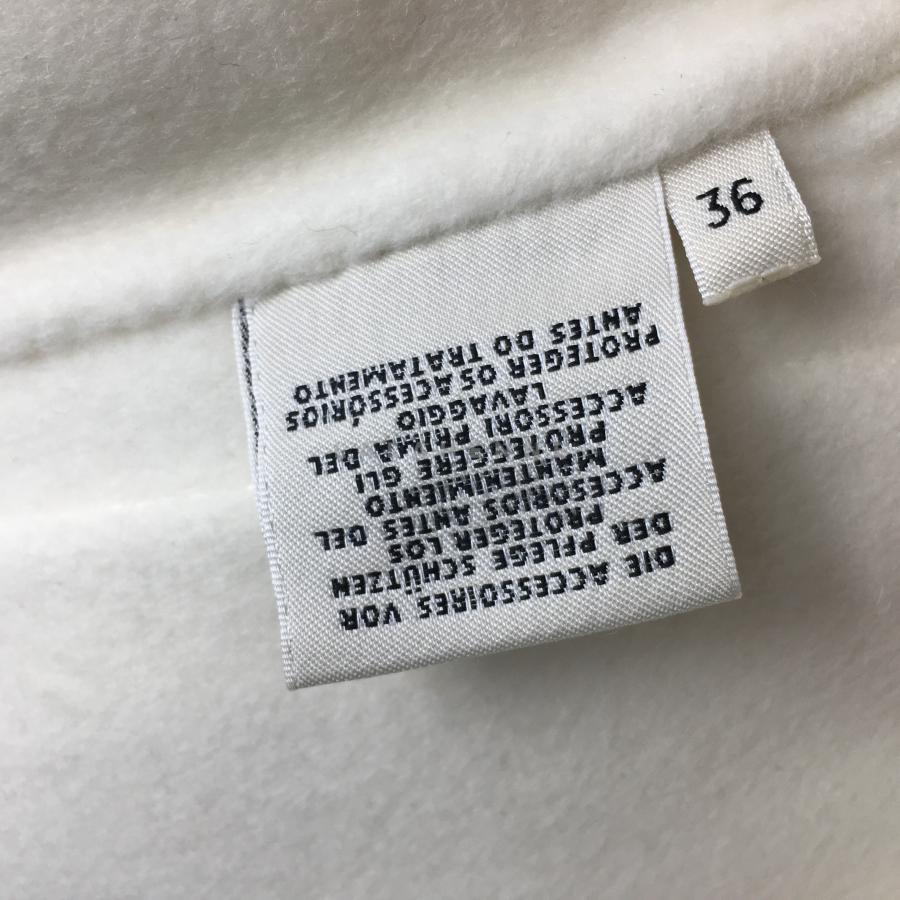 36
DIE ACCESSOIRES VOR
DER PFLEGE SCHÜTZEN
PROTEGER LOS
ACCESORIOS ANTES DEL
MANTENIMIENTO
PROTEGGERE GLI
ACCESSORI PRIMA DEL
LAVAGGIO
PROTEGER OS ACESSÓRIOS
ANTES DO TRATAMENTO